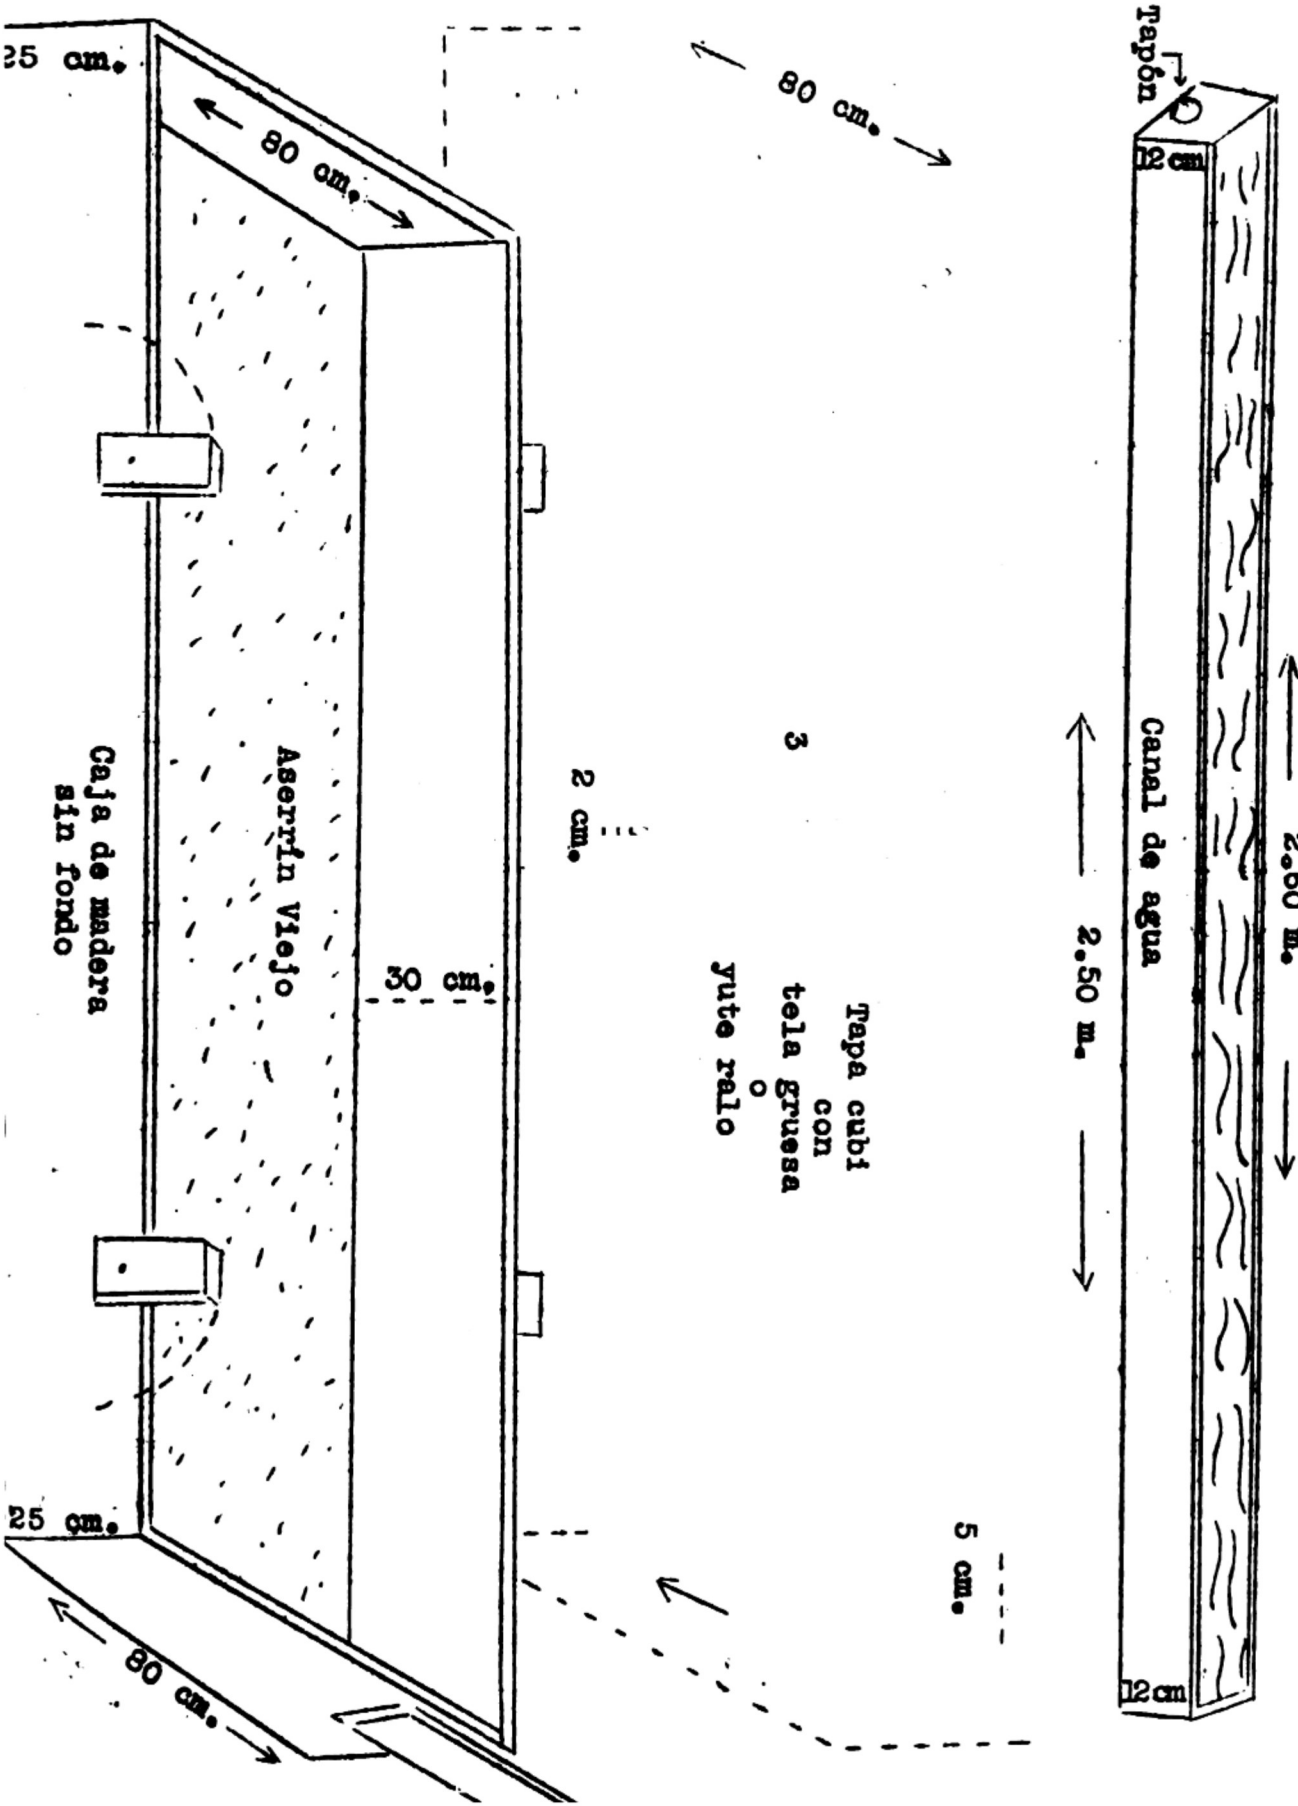 Tapón
12 cm
2.60 m.
Canal de agua
12 cm
2.50 m.
80 cm.
5 cm.
Tapa cubi
con
tela gruesa
o
yute ralo
3
2 cm.
80 cm.
30 cm.
Aserrín Viejo
Caja de madera
sin fondo
25 cm.
25 cm.
80 cm.